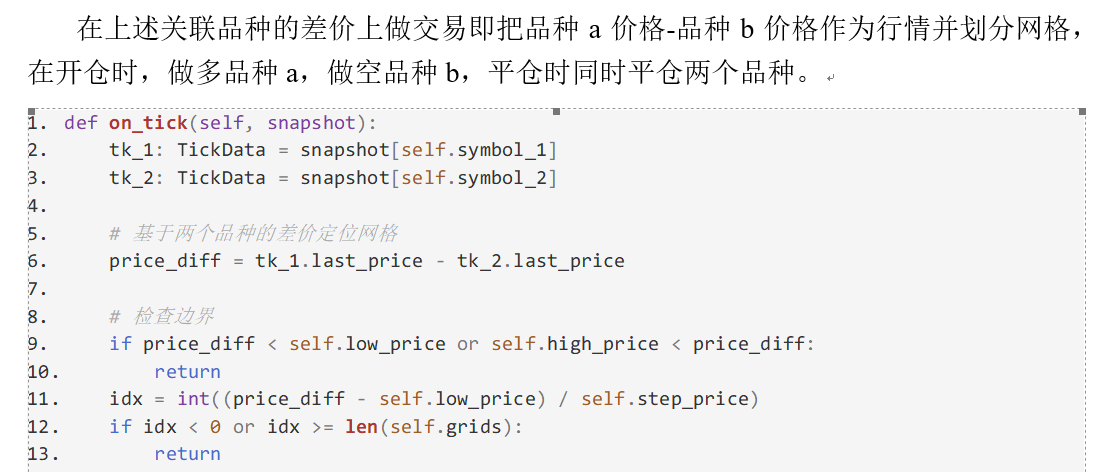 在上述关联品种的差价上做交易即把品种 a 价格-品种 b 价格作为行情并划分网格，
在开仓时，做多品种 a，做空品种 b，平仓时同时平仓两个品种。
1. def on_tick(self, snapshot):
2.     tk_1: TickData = snapshot[self.symbol_1]
3.     tk_2: TickData = snapshot[self.symbol_2]
4.
5.     # 基于两个品种的差价定位网格
6.     price_diff = tk_1.last_price - tk_2.last_price
7.
8.     # 检查边界
9.     if price_diff < self.low_price or self.high_price < price_diff:
10.         return
11.     idx = int((price_diff - self.low_price) / self.step_price)
12.     if idx < 0 or idx >= len(self.grids):
13.         return